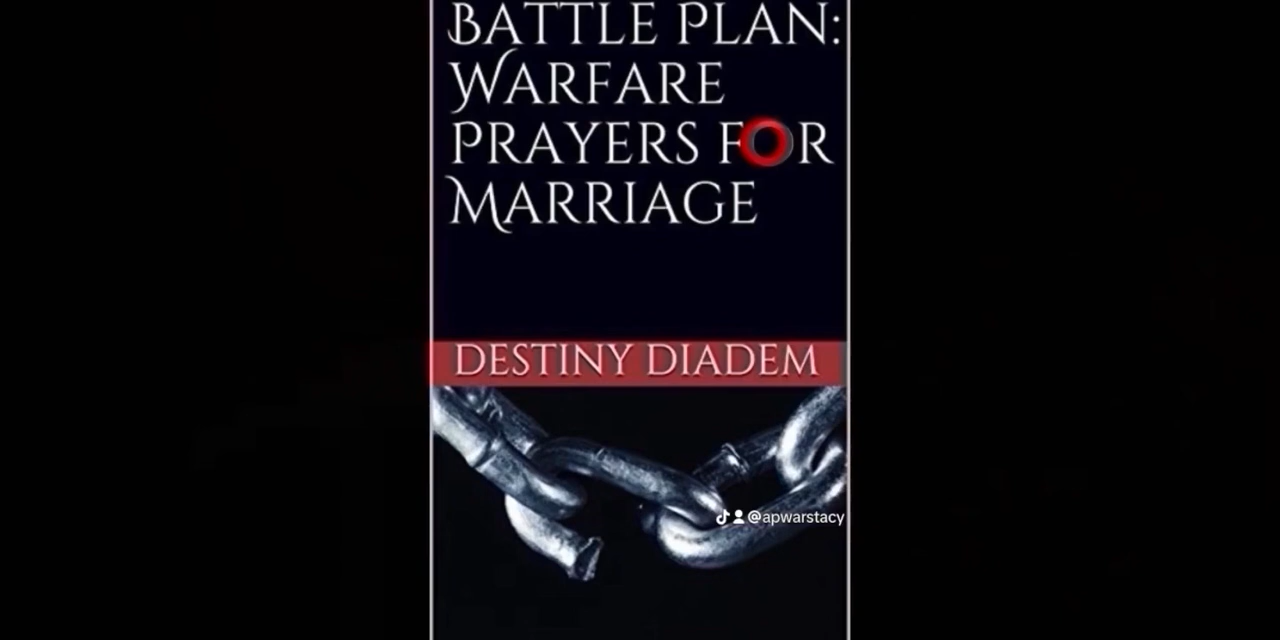 Battle Plan:
Warfare
Prayers for
Marriage
Destiny Diadem
@apwarstacy